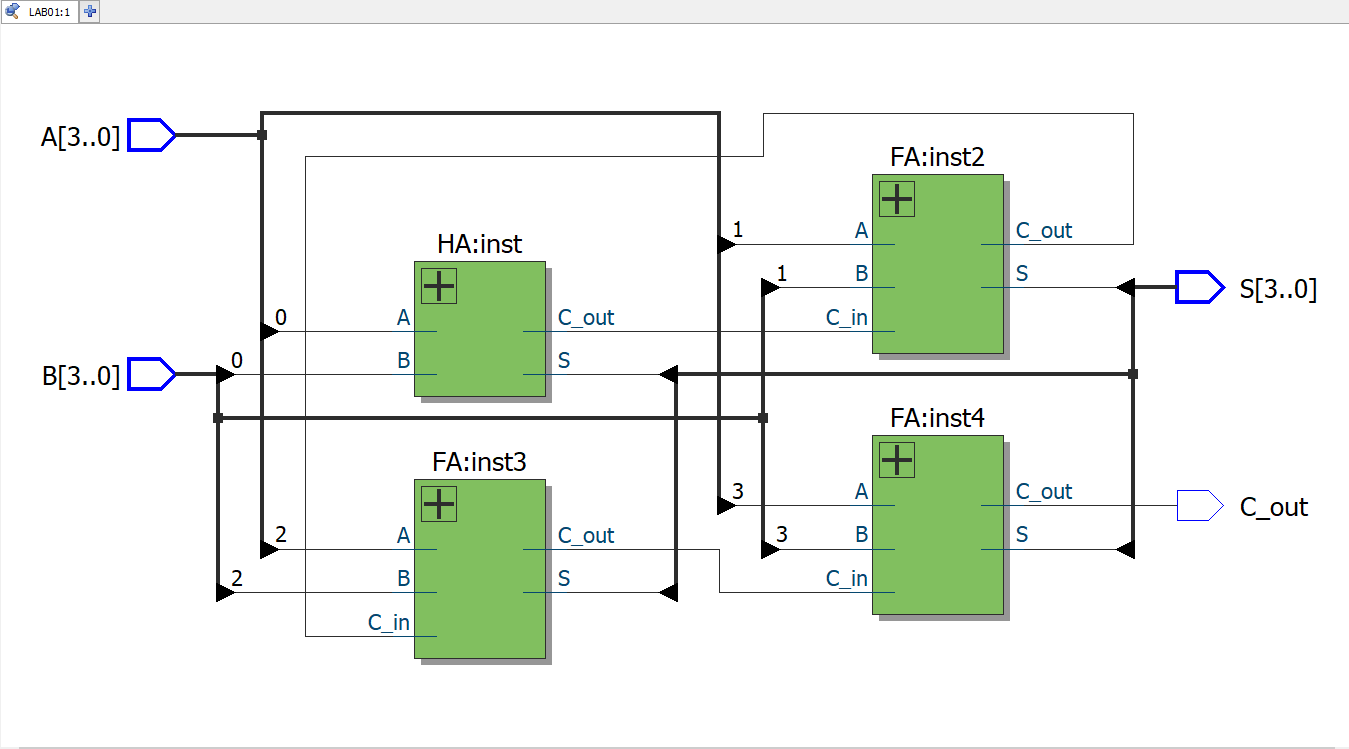 LAB01:1
A[3..0]
B[3..0]
HA:inst
0
A
C_out
0
B
S
FA:inst3
2
A
C_out
2
B
S
C_in
FA:inst2
1
A
C_out
1
B
S
C_in
FA:inst4
3
A
C_out
3
B
S
C_in
S[3..0]
C_out